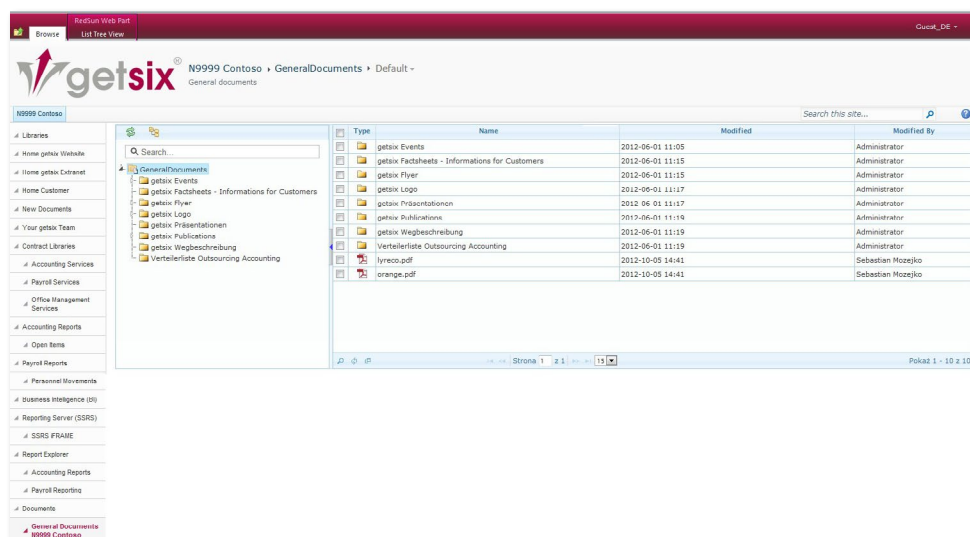 RedSun Web Part
Browse
List Tree View
Guest_DE
getsix®
N9999 Contoso › GeneralDocuments › Default
General documents
N9999 Contoso
Search this site...
Libraries
Home getsix Website
Home getsix Extranet
Home Customer
New Documents
Your getsix Team
Contract Libraries
Accounting Services
Payroll Services
Office Management
Services
Accounting Reports
Open Items
Payroll Reports
Personnel Movements
Business Intelligence (BI)
Reporting Server (SSRS)
SSRS IFRAME
Report Explorer
Accounting Reports
Payroll Reporting
Documents
General Documents
N9999 Contoso
Search...
GeneralDocuments
getsix Events
getsix Factsheets - Informations for Customers
getsix Flyer
getsix Logo
getsix Präsentationen
getsix Publications
getsix Wegbeschreibung
Verteilerliste Outsourcing Accounting
Type Name Modified Modified By
getsix Events 2012-06-01 11:05 Administrator
getsix Factsheets - Informations for Customers 2012-06-01 11:15 Administrator
getsix Flyer 2012-06-01 11:15 Administrator
getsix Logo 2012-06-01 11:17 Administrator
getsix Präsentationen 2012-06-01 11:17 Administrator
getsix Publications 2012-06-01 11:19 Administrator
getsix Wegbeschreibung 2012-06-01 11:19 Administrator
Verteilerliste Outsourcing Accounting 2012-06-01 11:19 Administrator
lyreco.pdf 2012-10-05 14:41 Sebastian Mozejko
orange.pdf 2012-10-05 14:41 Sebastian Mozejko
Strona 1 z 1 15 Pokaż 1 - 10 z 10